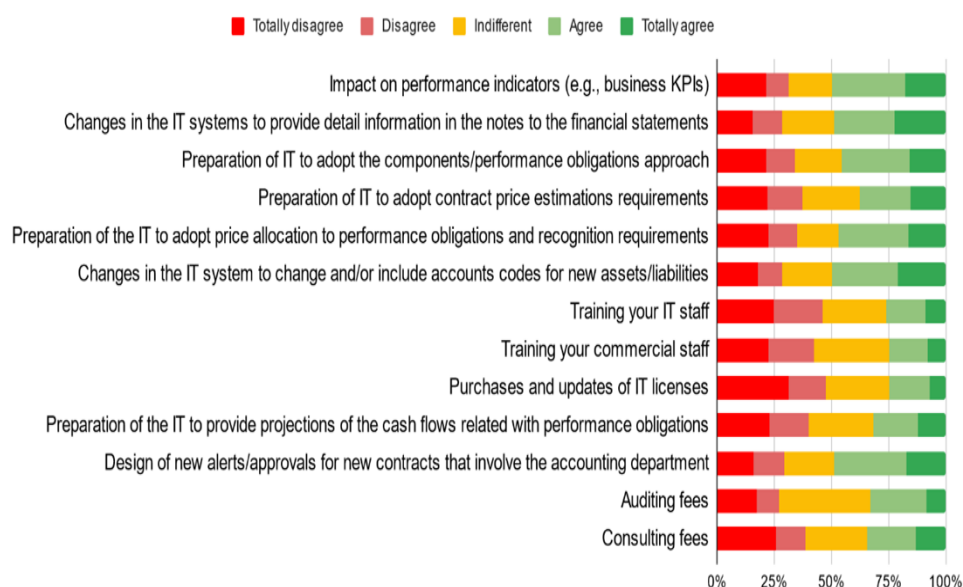 Totally disagree Disagree Indifferent Agree Totally agree
Impact on performance indicators (e.g., business KPIs)
Changes in the IT systems to provide detail information in the notes to the financial statements
Preparation of IT to adopt the components/performance obligations approach
Preparation of IT to adopt contract price estimations requirements
Preparation of the IT to adopt price allocation to performance obligations and recognition requirements
Changes in the IT system to change and/or include accounts codes for new assets/liabilities
Training your IT staff
Training your commercial staff
Purchases and updates of IT licenses
Preparation of the IT to provide projections of the cash flows related with performance obligations
Design of new alerts/approvals for new contracts that involve the accounting department
Auditing fees
Consulting fees
0% 25% 50% 75% 100%